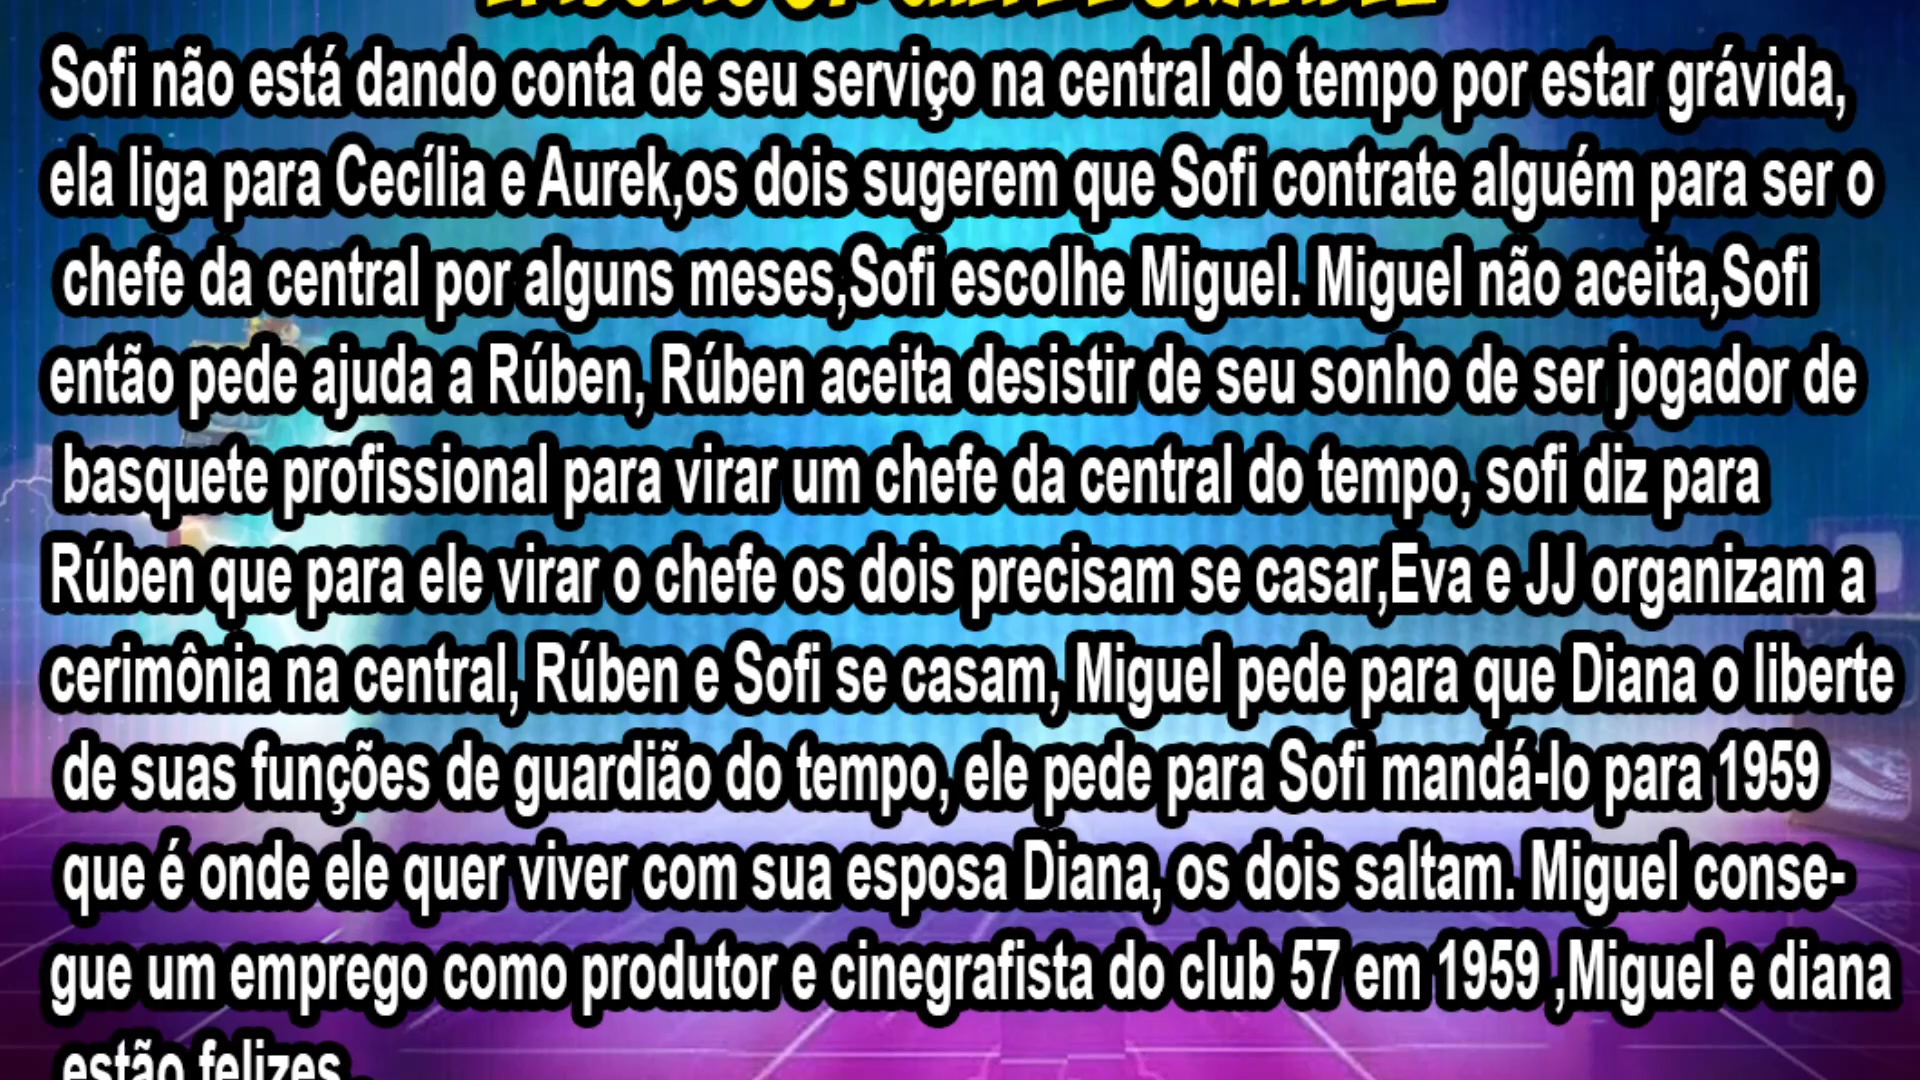 Sofi não está dando conta de seu serviço na central do tempo por estar grávida,
ela liga para Cecília e Aurek,os dois sugerem que Sofi contrate alguém para ser o
chefe da central por alguns meses,Sofi escolhe Miguel. Miguel não aceita,Sofi
então pede ajuda a Rúben, Rúben aceita desistir de seu sonho de ser jogador de
basquete profissional para virar um chefe da central do tempo, sofi diz para
Rúben que para ele virar o chefe os dois precisam se casar,Eva e JJ organizam a
cerimônia na central, Rúben e Sofi se casam, Miguel pede para que Diana o liberte
de suas funções de guardião do tempo, ele pede para Sofi mandá-lo para 1959
que é onde ele quer viver com sua esposa Diana, os dois saltam. Miguel conse-
gue um emprego como produtor e cinegrafista do club 57 em 1959 ,Miguel e diana
estão felizes.